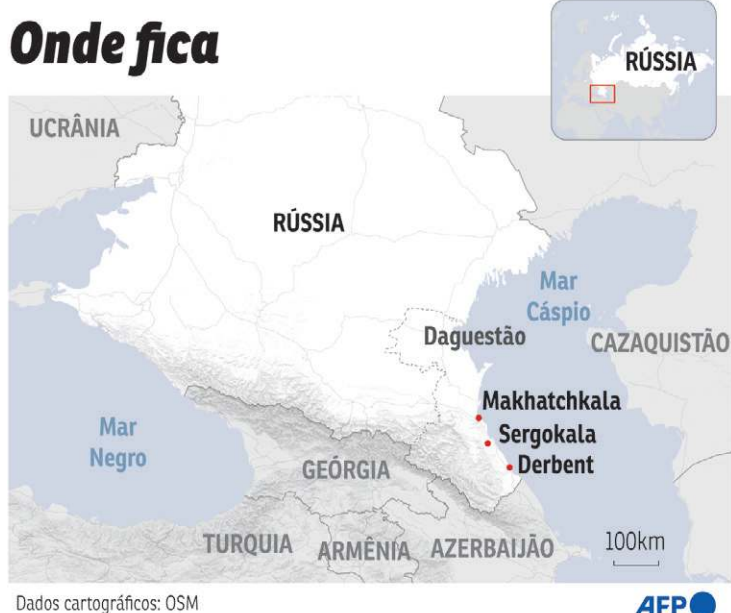 Onde fica
RÚSSIA
UCRÂNIA
RÚSSIA
Mar
Cáspio
Daguestão
CAZAQUISTÃO
Makhatchkala
Sergokala
Derbent
Mar
Negro
GEÓRGIA
TURQUIA
ARMÊNIA
AZERBAIJÃO
100km
Dados cartográficos: OSM
AFP